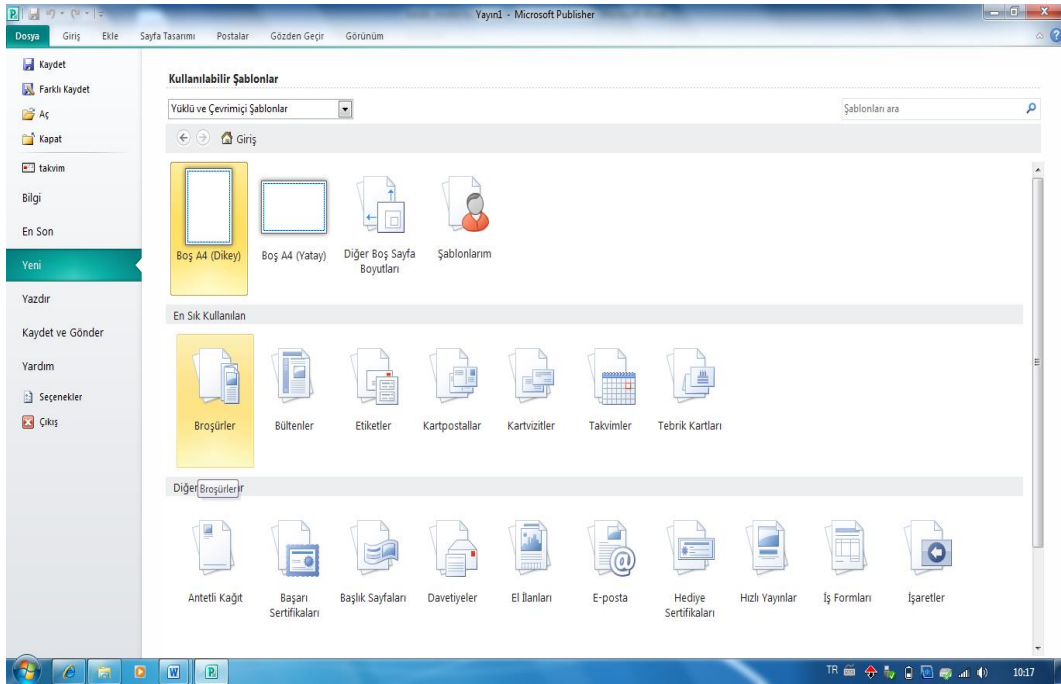 Yayın1 - Microsoft Publisher
Dosya Giriş Ekle Sayfa Tasarımı Postalar Gözden Geçir Görünüm
Kaydet
Farklı Kaydet
Aç
Kapat
takvim
Bilgi
En Son
Yeni
Yazdır
Kaydet ve Gönder
Yardım
Seçenekler
Çıkış
Kullanılabilir Şablonlar
Yüklü ve Çevrimiçi Şablonlar
Şablonları ara
Giriş
Boş A4 (Dikey) Boş A4 (Yatay) Diğer Boş Sayfa Boyutları Şablonlarım
En Sık Kullanılan
Broşürler Bültenler Etiketler Kartpostallar Kartvizitler Takvimler Tebrik Kartları
Diğer
Broşürler
Antetli Kağıt Başarı Sertifikaları Başlık Sayfaları Davetiyeler El İlanları E-posta Hediye Sertifikaları Hızlı Yayınlar İş Formları İşaretler
TR 10:17